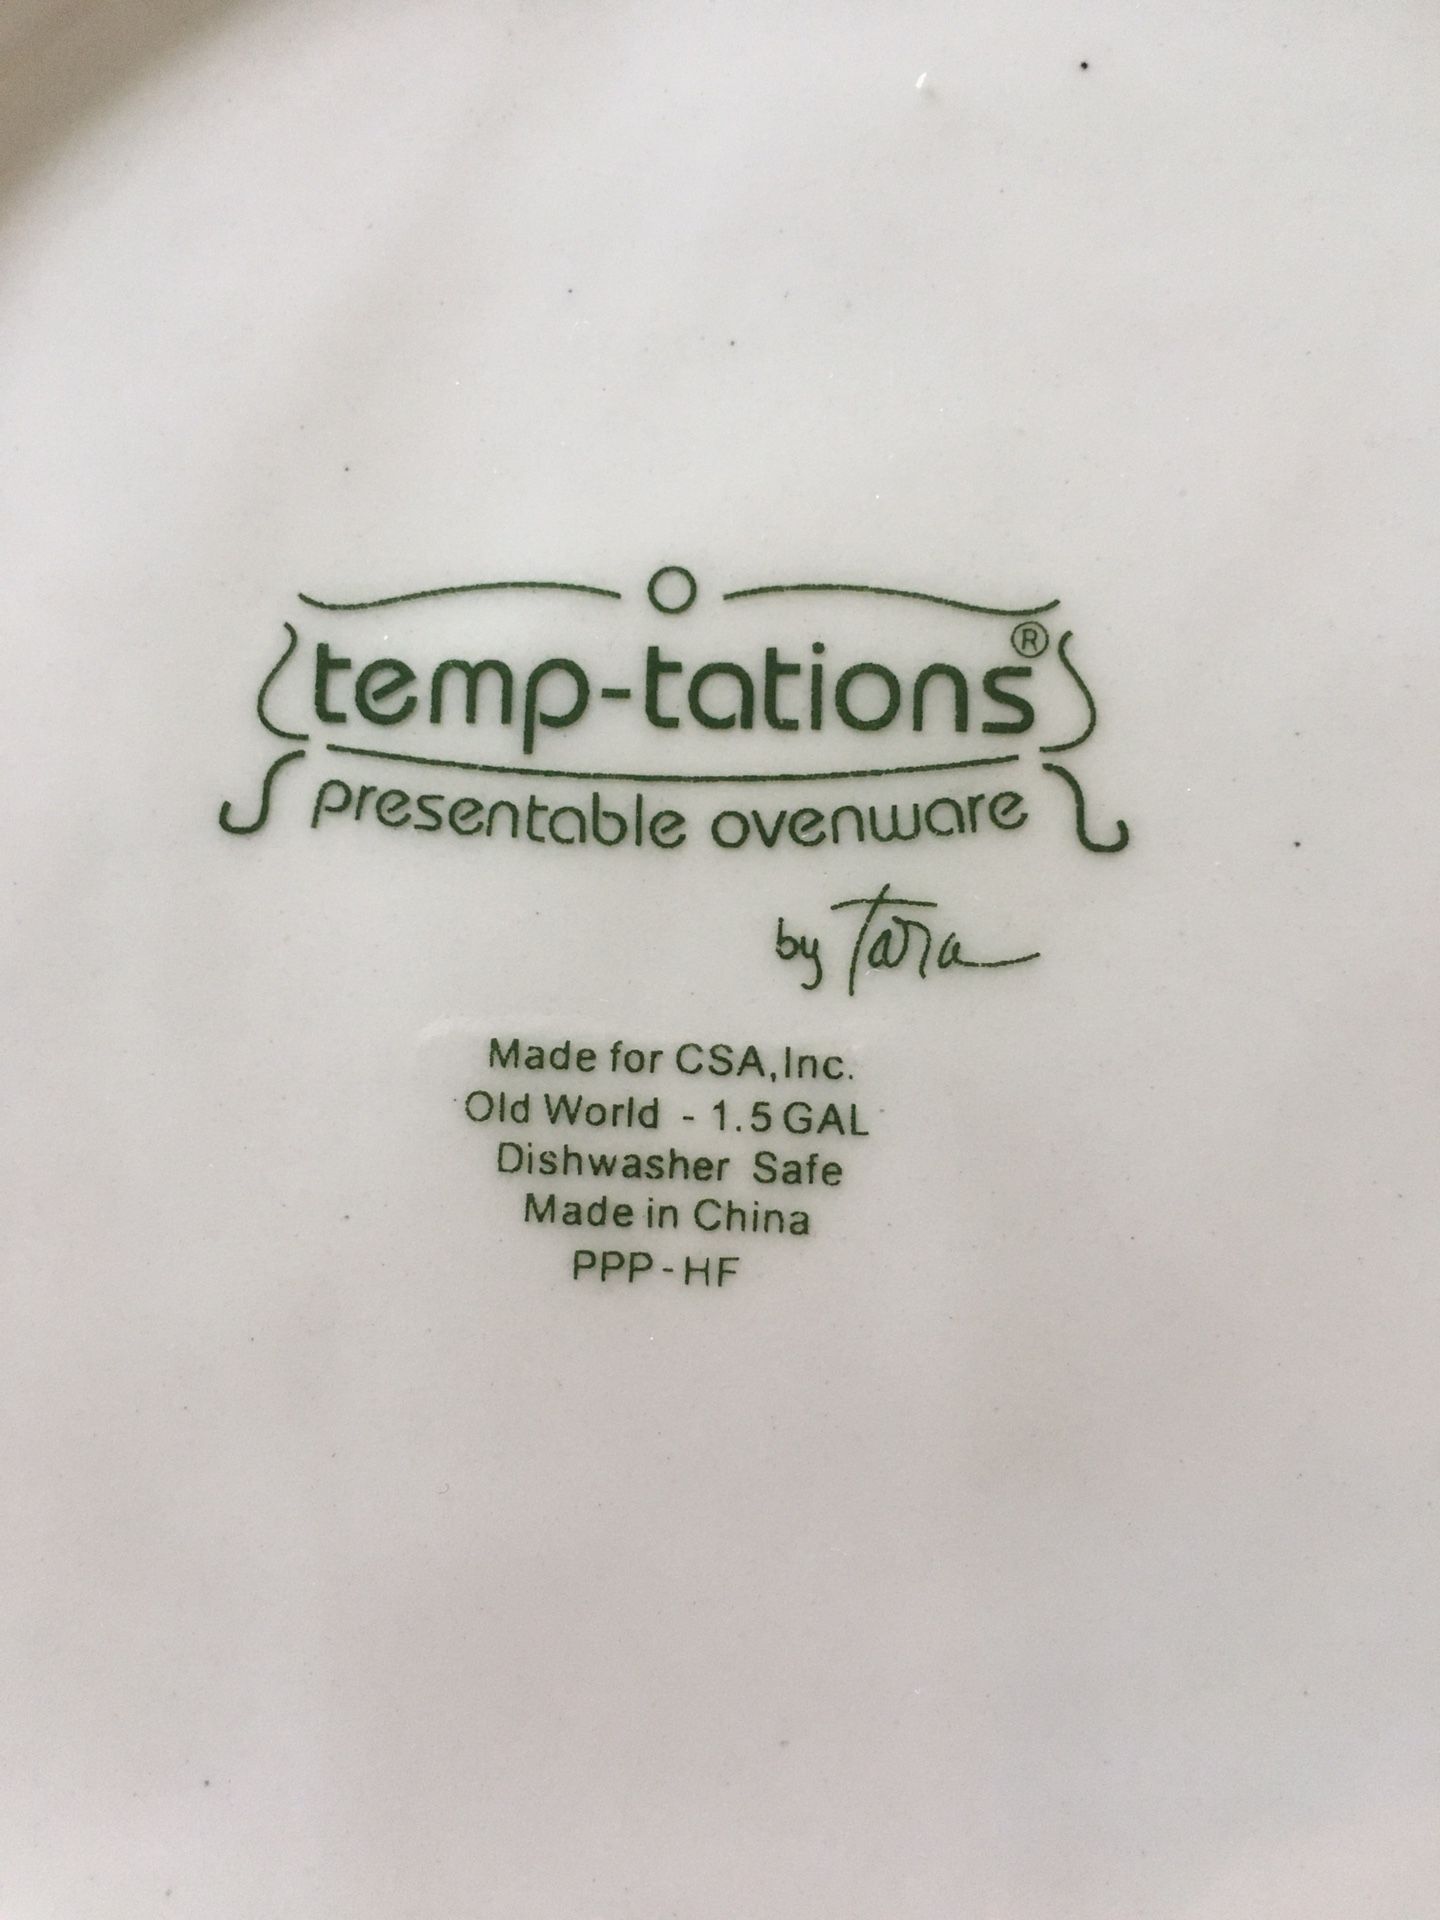 temp-tations®
presentable ovenware
by Tara
Made for CSA,Inc.
Old World - 1.5 GAL
Dishwasher Safe
Made in China
PPP-HF